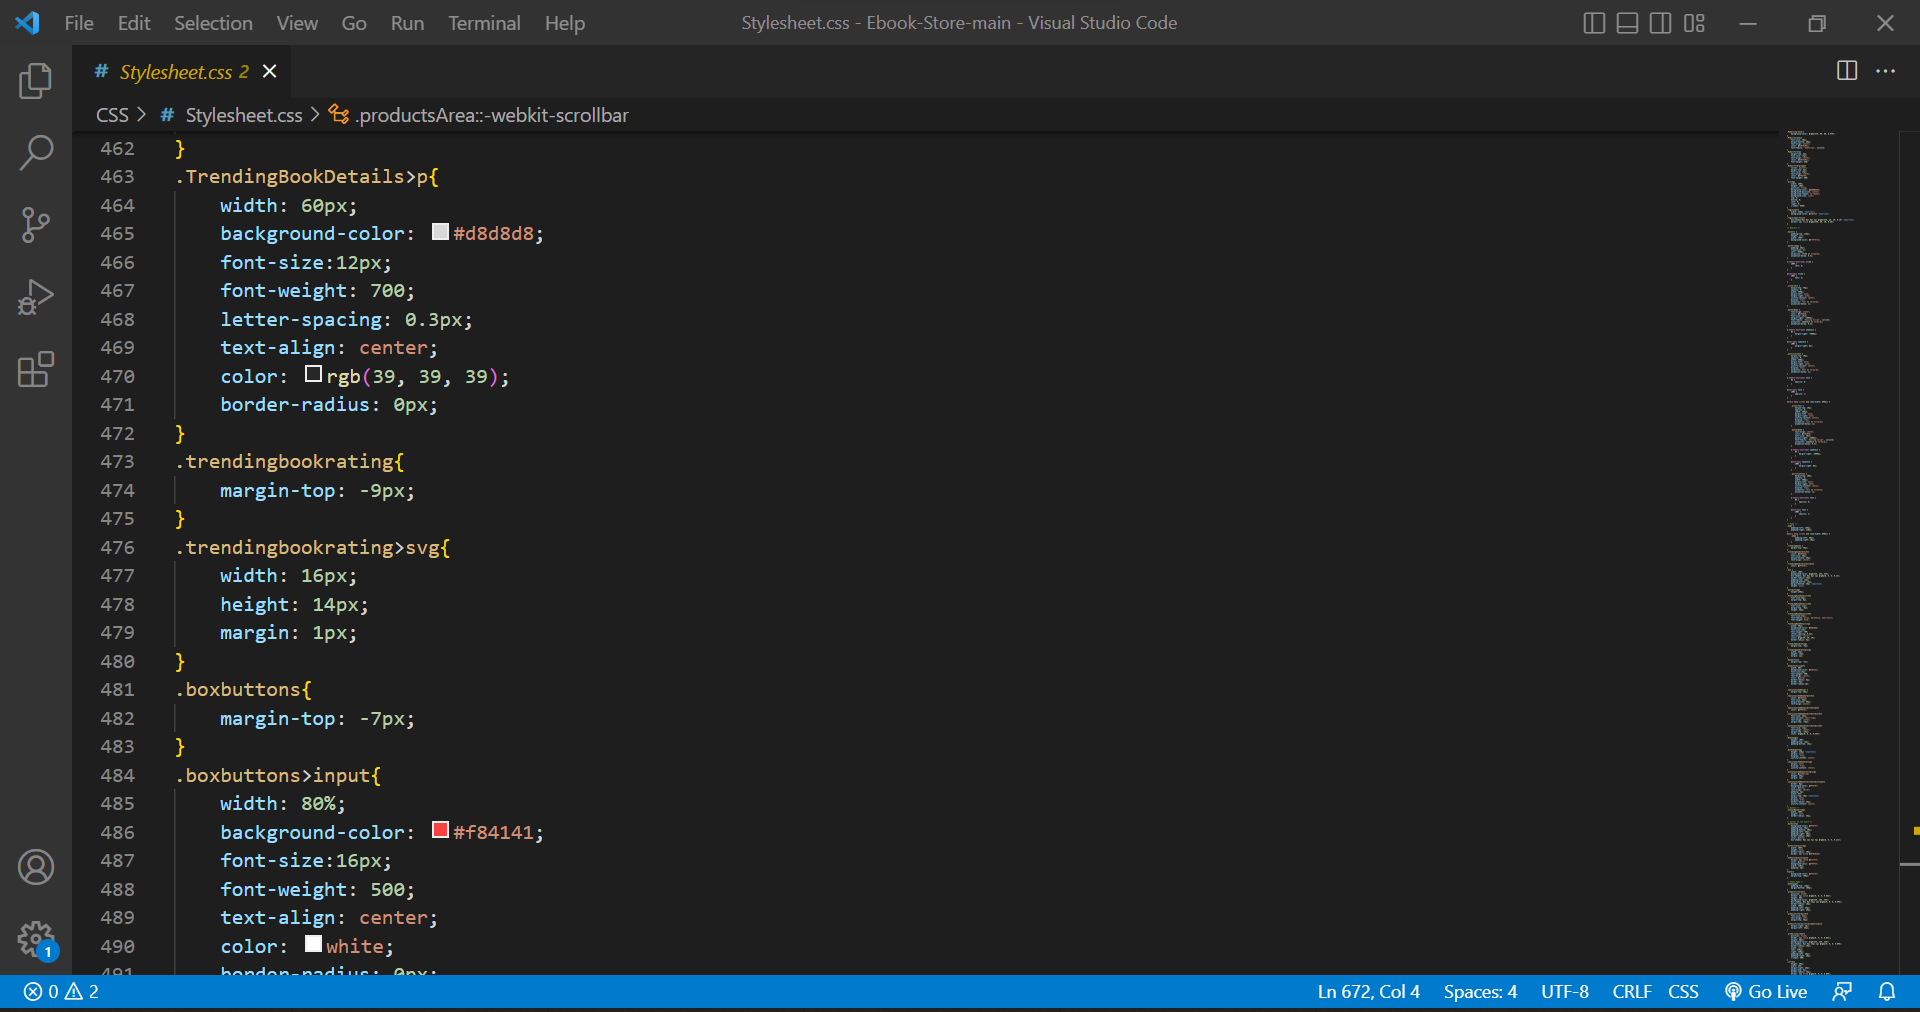 File Edit Selection View Go Run Terminal Help Stylesheet.css - Ebook-Store-main - Visual Studio Code
# Stylesheet.css 2
CSS > # Stylesheet.css > .productsArea::-webkit-scrollbar
462 }
463 .TrendingBookDetails>p{
464 width: 60px;
465 background-color: #d8d8d8;
466 font-size:12px;
467 font-weight: 700;
468 letter-spacing: 0.3px;
469 text-align: center;
470 color: rgb(39, 39, 39);
471 border-radius: 0px;
472 }
473 .trendingbookrating{
474 margin-top: -9px;
475 }
476 .trendingbookrating>svg{
477 width: 16px;
478 height: 14px;
479 margin: 1px;
480 }
481 .boxbuttons{
482 margin-top: -7px;
483 }
484 .boxbuttons>input{
485 width: 80%;
486 background-color: #f84141;
487 font-size:16px;
488 font-weight: 500;
489 text-align: center;
490 color: white;
491 border-radius: 0px;
1
0 2 Ln 672, Col 4 Spaces: 4 UTF-8 CRLF CSS Go Live